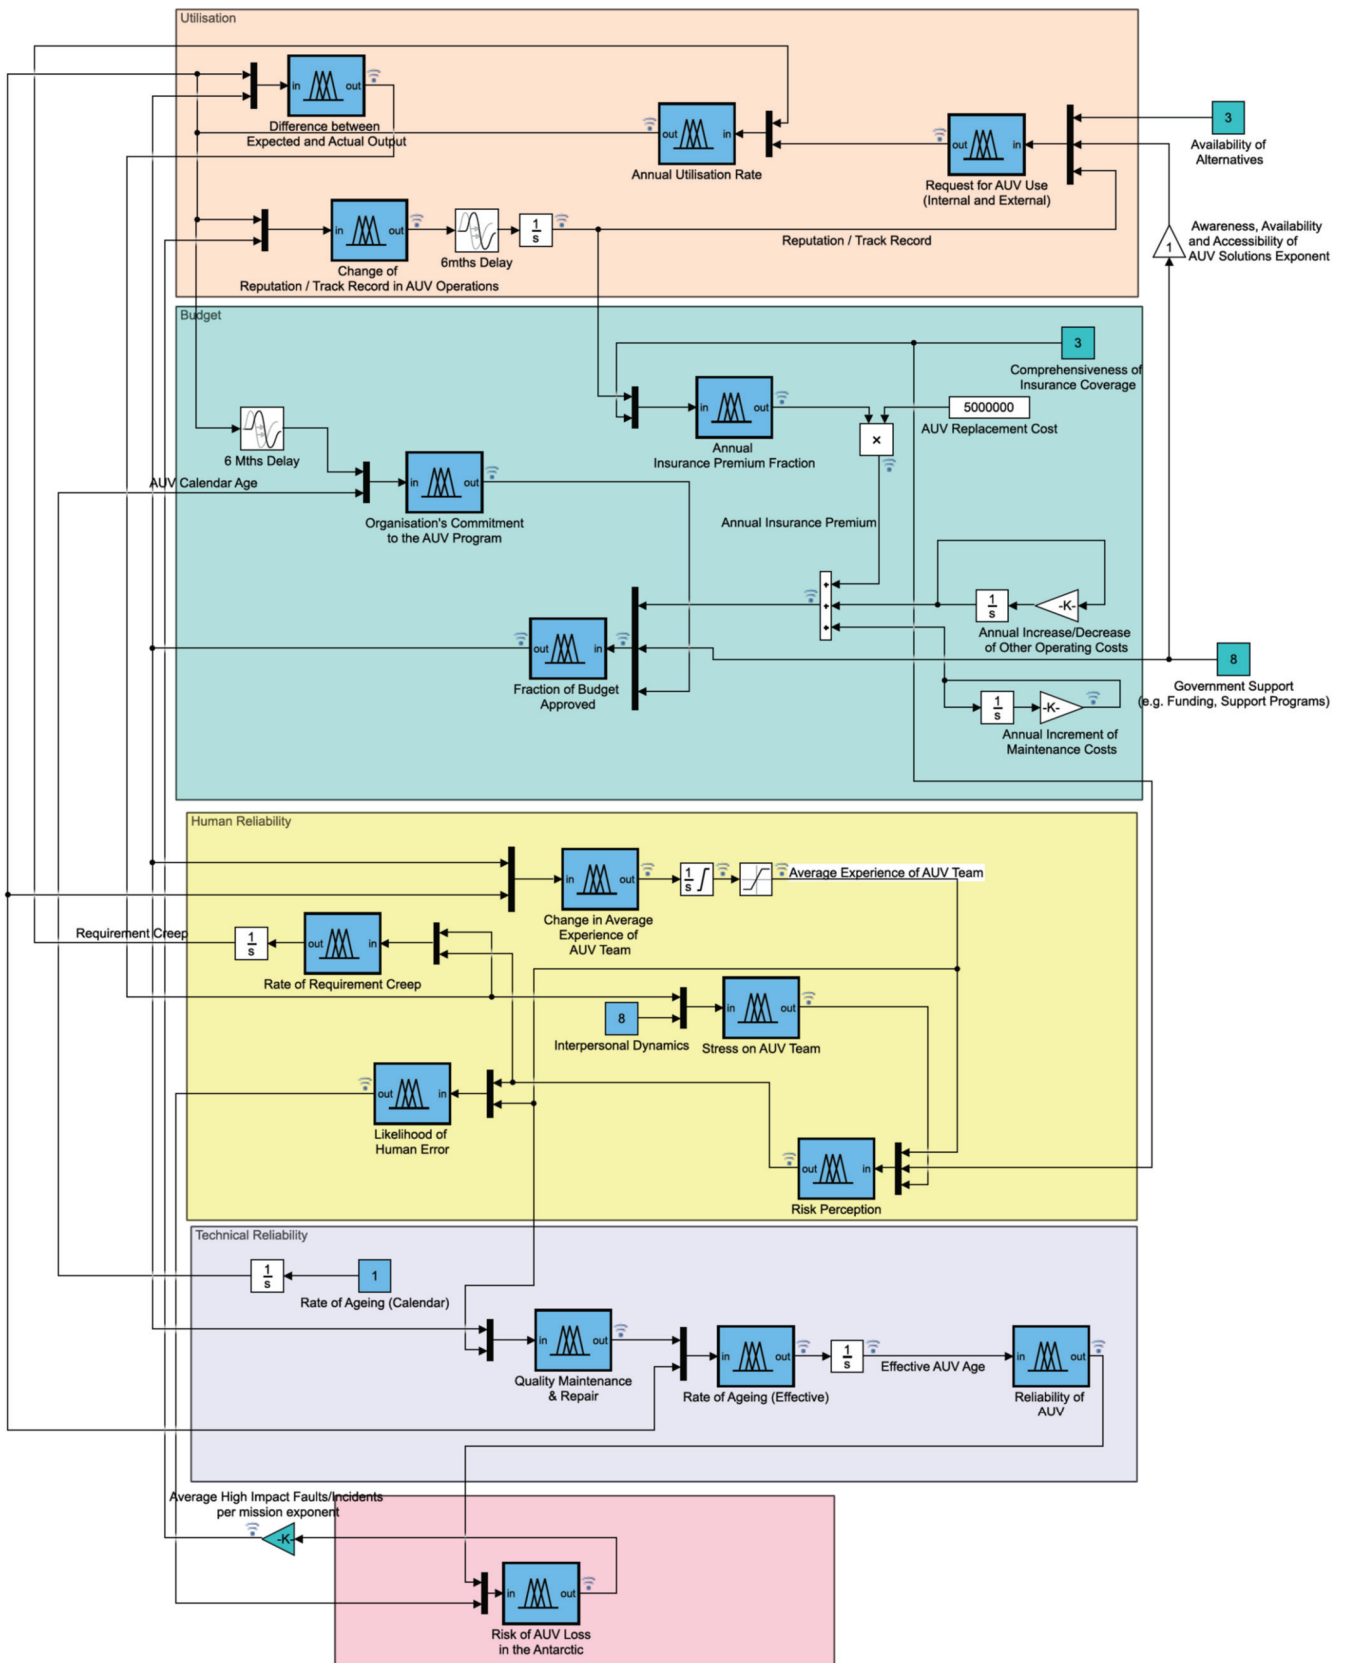 Utilisation
in
out
Difference between
Expected and Actual Output
out
in
Annual Utilisation Rate
out
in
Request for AUV Use
(Internal and External)
3
Availability of
Alternatives
in
out
Change of
Reputation / Track Record in AUV Operations
6mths Delay
1
s
Reputation / Track Record
1
Awareness, Availability
and Accessibility of
AUV Solutions Exponent
Budget
3
Comprehensiveness of
Insurance Coverage
in
out
Annual
Insurance Premium Fraction
5000000
AUV Replacement Cost
×
6 Mths Delay
AUV Calendar Age
in
out
Organisation's Commitment
to the AUV Program
Annual Insurance Premium
+
+
+
1
s
-K-
Annual Increase/Decrease
of Other Operating Costs
out
in
Fraction of Budget
Approved
8
Government Support
(e.g. Funding, Support Programs)
1
s
-K-
Annual Increment of
Maintenance Costs
Human Reliability
in
out
Change in Average
Experience of
AUV Team
1
s
Average Experience of AUV Team
Requirement Creep
1
s
out
in
Rate of Requirement Creep
8
Interpersonal Dynamics
in
out
Stress on AUV Team
out
in
Likelihood of
Human Error
out
in
Risk Perception
Technical Reliability
1
s
1
Rate of Ageing (Calendar)
in
out
Quality Maintenance
& Repair
in
out
Rate of Ageing (Effective)
1
s
Effective AUV Age
in
out
Reliability of
AUV
Average High Impact Faults/Incidents
per mission exponent
-K-
in
out
Risk of AUV Loss
in the Antarctic